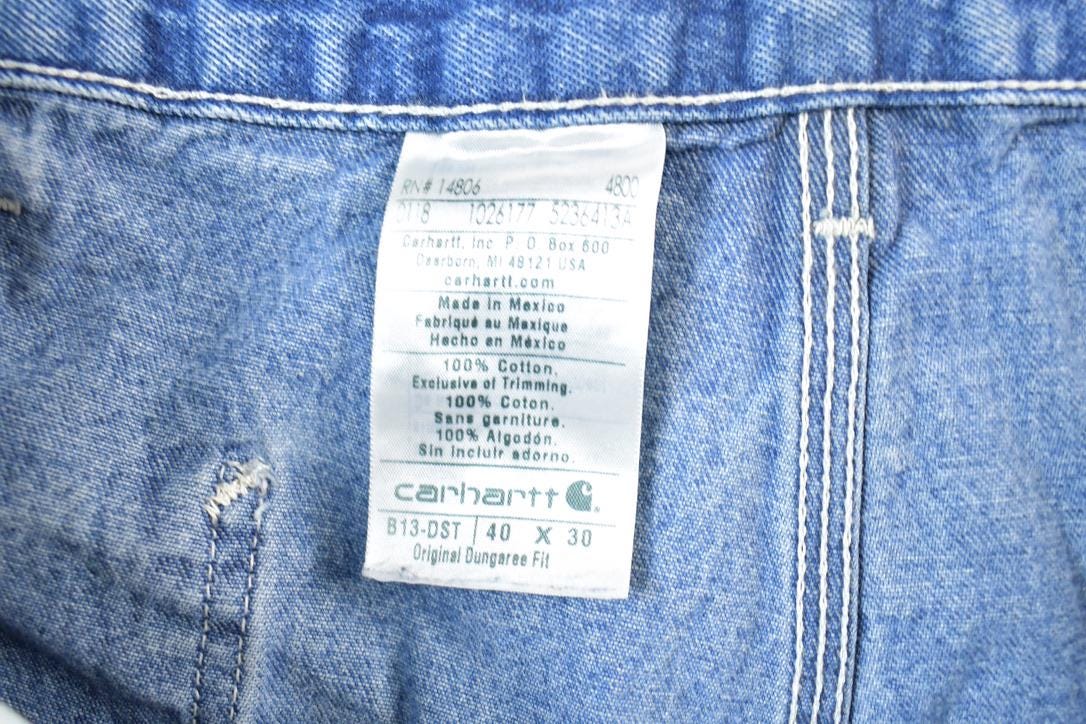 RN# 14806 4800
0118 1026177 5236413A
Carhartt, Inc. P. O. Box 600
Dearborn, MI 48121 USA
carhartt.com
Made in Mexico
Fabriqué au Mexique
Hecho en México
100% Cotton,
Exclusive of Trimming.
100% Coton.
Sans garniture.
100% Algodón.
Sin incluir adorno.
carhartt
B13-DST 40 X 30
Original Dungaree Fit